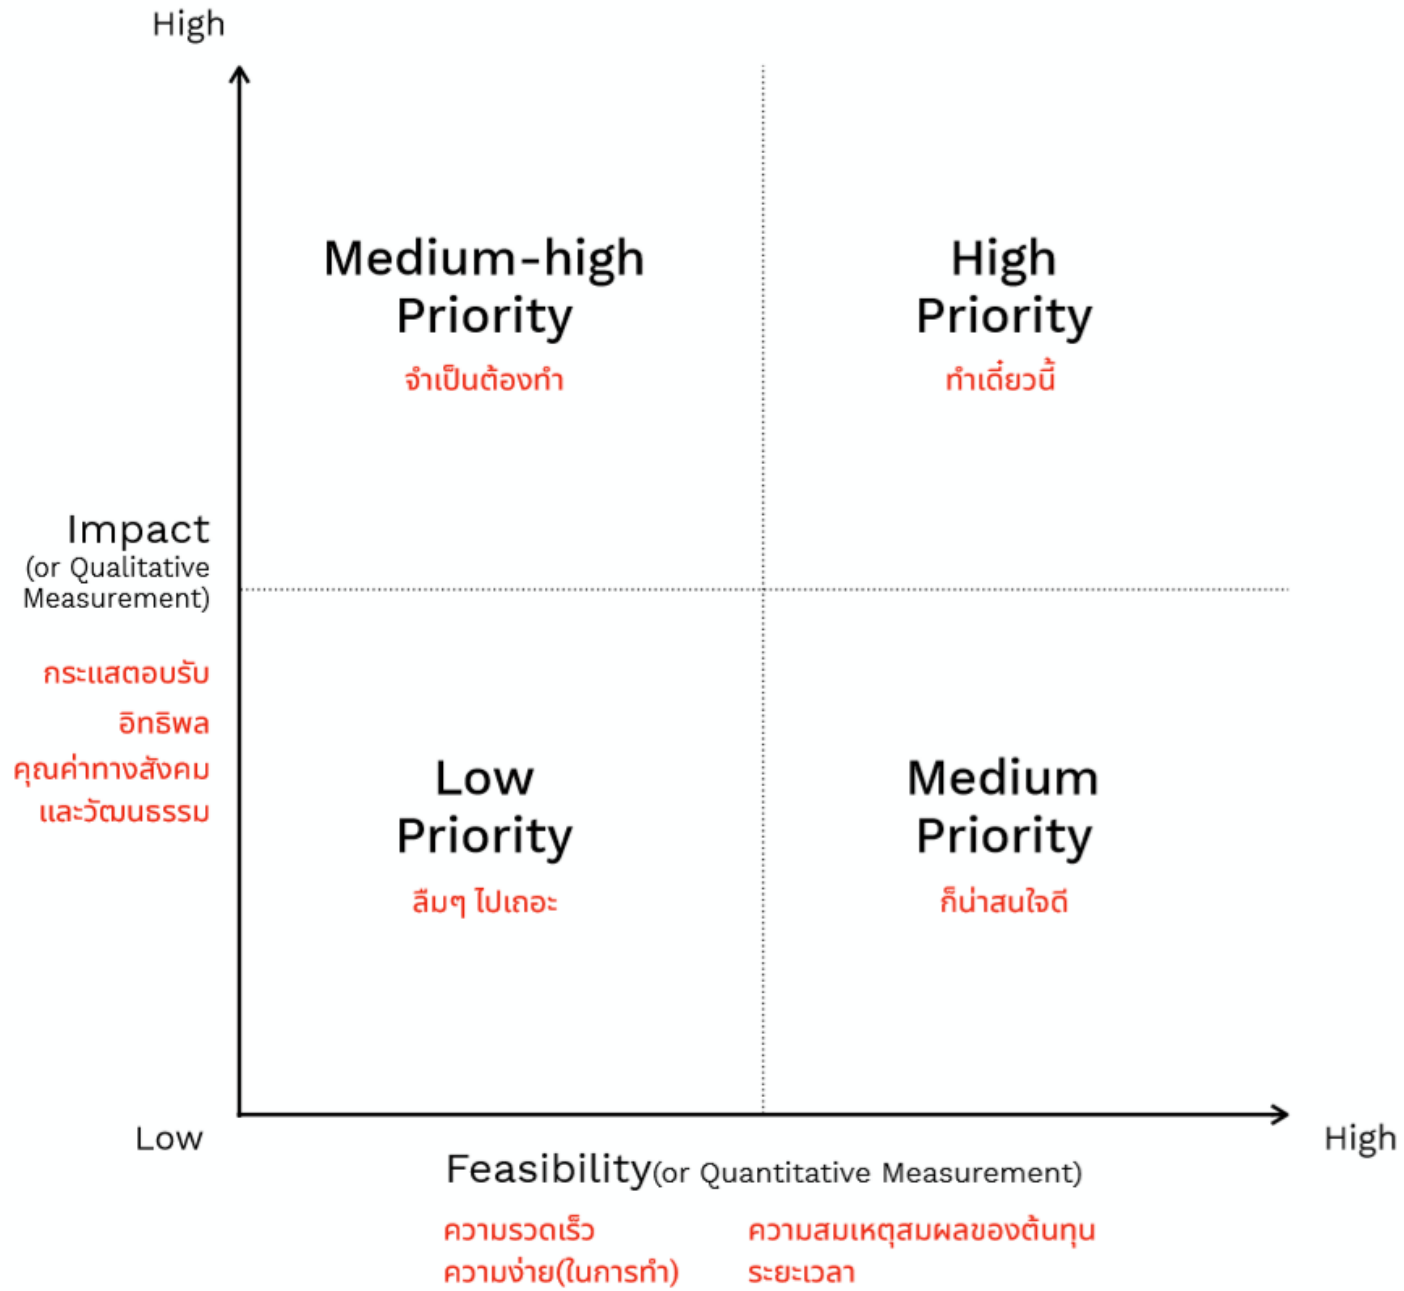 High
Medium-high
Priority
จำเป็นต้องทำ
High
Priority
ทำเดี๋ยวนี้
Impact
(or Qualitative
Measurement)
กระแสตอบรับ
อิทธิพล
คุณค่าทางสังคม
และวัฒนธรรม
Low
Priority
ลืมๆ ไปเถอะ
Medium
Priority
ก็น่าสนใจดี
Low
High
Feasibility(or Quantitative Measurement)
ความรวดเร็ว
ความสมเหตุสมผลของต้นทุน
ความง่าย(ในการทำ)
ระยะเวลา